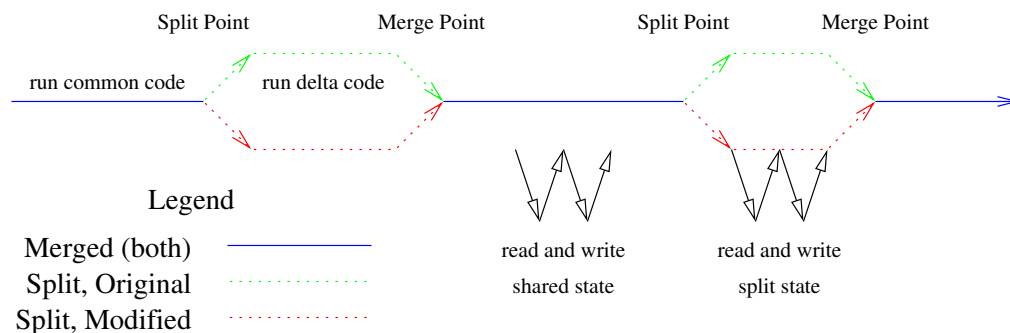 Split Point
Merge Point
Split Point
Merge Point
run common code
run delta code
Legend
Merged (both)
Split, Original
Split, Modified
read and write
shared state
read and write
split state